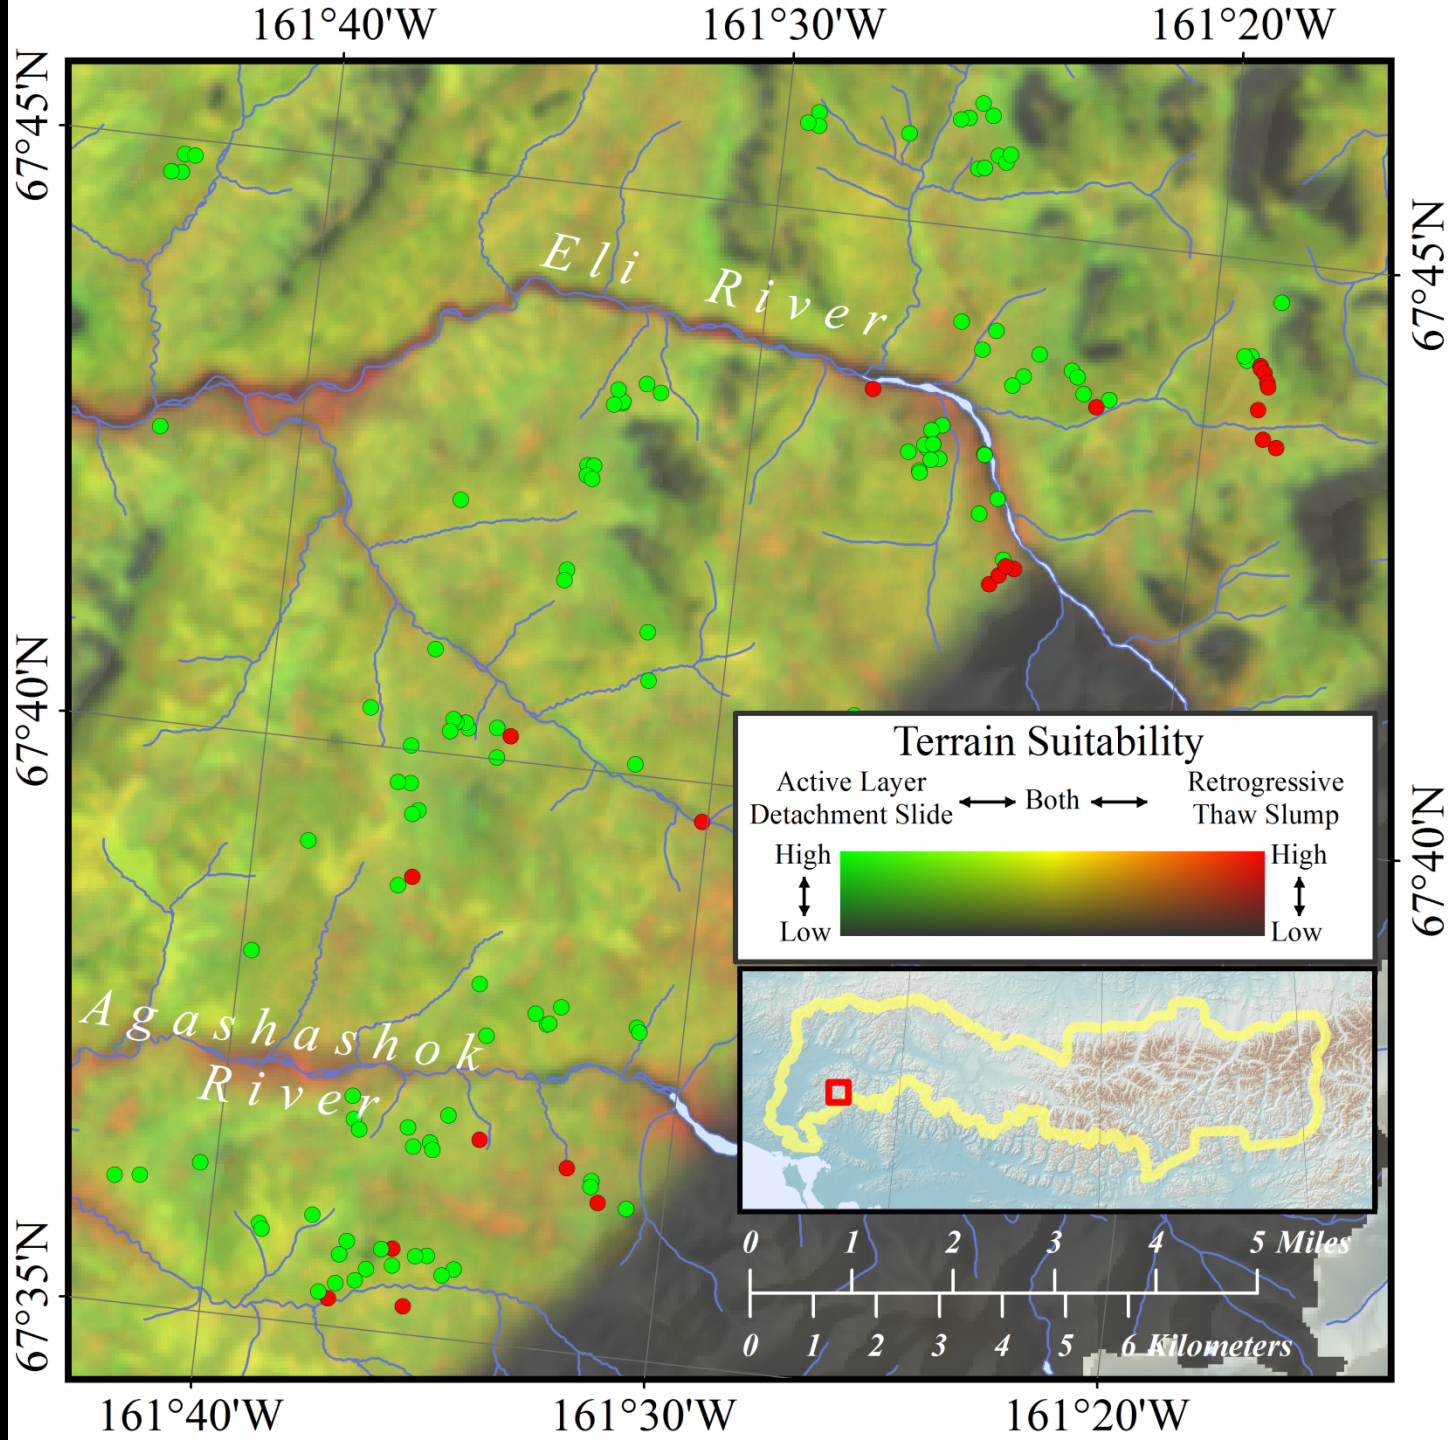 161°40'W 161°30'W 161°20'W
67°45'N
67°45'N
Eli River
67°40'N
67°40'N
Terrain Suitability
Active Layer
Detachment Slide
Both
Retrogressive
Thaw Slump
High High
Low Low
Agashashok
River
67°35'N
0 1 2 3 4 5 Miles
0 1 2 3 4 5 6 Kilometers
161°40'W 161°30'W 161°20'W